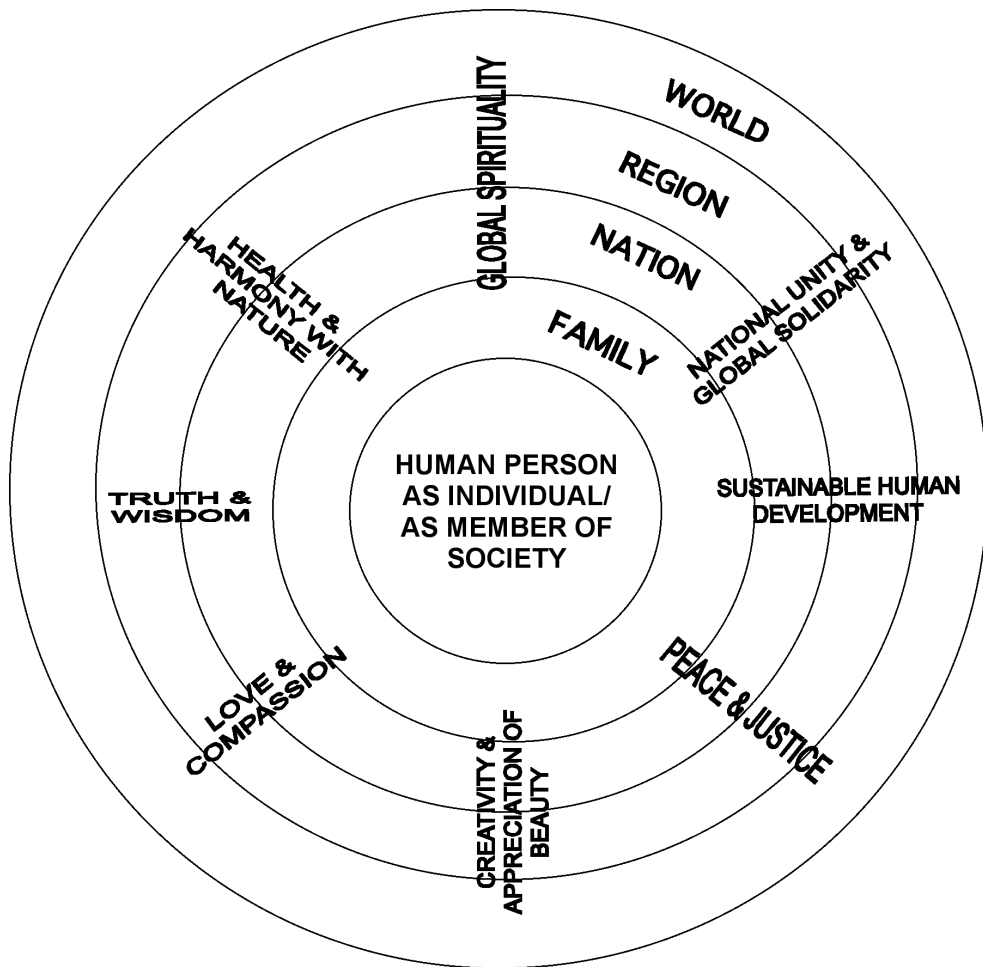 WORLD
REGION
NATION
FAMILY
GLOBAL SPIRITUALITY
NATIONAL UNITY &
GLOBAL SOLIDARITY
SUSTAINABLE HUMAN
DEVELOPMENT
PEACE & JUSTICE
CREATIVITY &
APPRECIATION OF
BEAUTY
LOVE &
COMPASSION
TRUTH &
WISDOM
HEALTH &
HARMONY WITH
NATURE
HUMAN PERSON
AS INDIVIDUAL/
AS MEMBER OF
SOCIETY